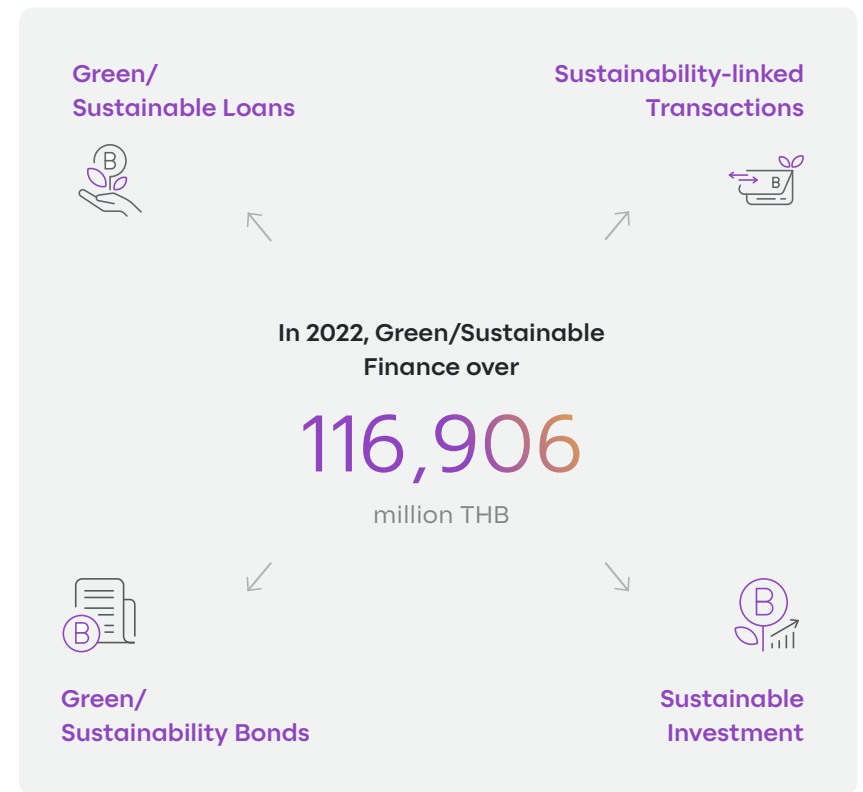 Green/
Sustainable Loans
Sustainability-linked
Transactions
B
B
In 2022, Green/Sustainable
Finance over
116,906
million THB
B
B
Green/
Sustainability Bonds
Sustainable
Investment